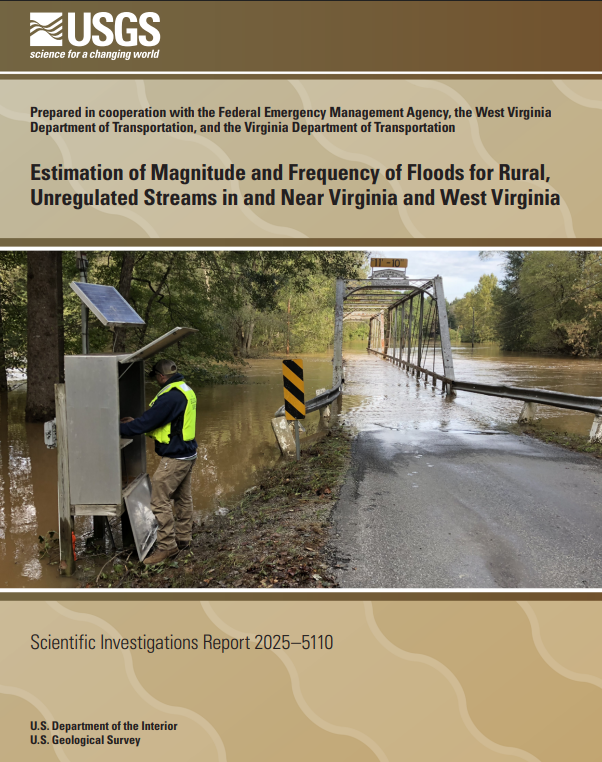 USGS
science for a changing world
Prepared in cooperation with the Federal Emergency Management Agency, the West Virginia
Department of Transportation, and the Virginia Department of Transportation
Estimation of Magnitude and Frequency of Floods for Rural,
Unregulated Streams in and Near Virginia and West Virginia
11'-10"
Scientific Investigations Report 2025–5110
U.S. Department of the Interior
U.S. Geological Survey